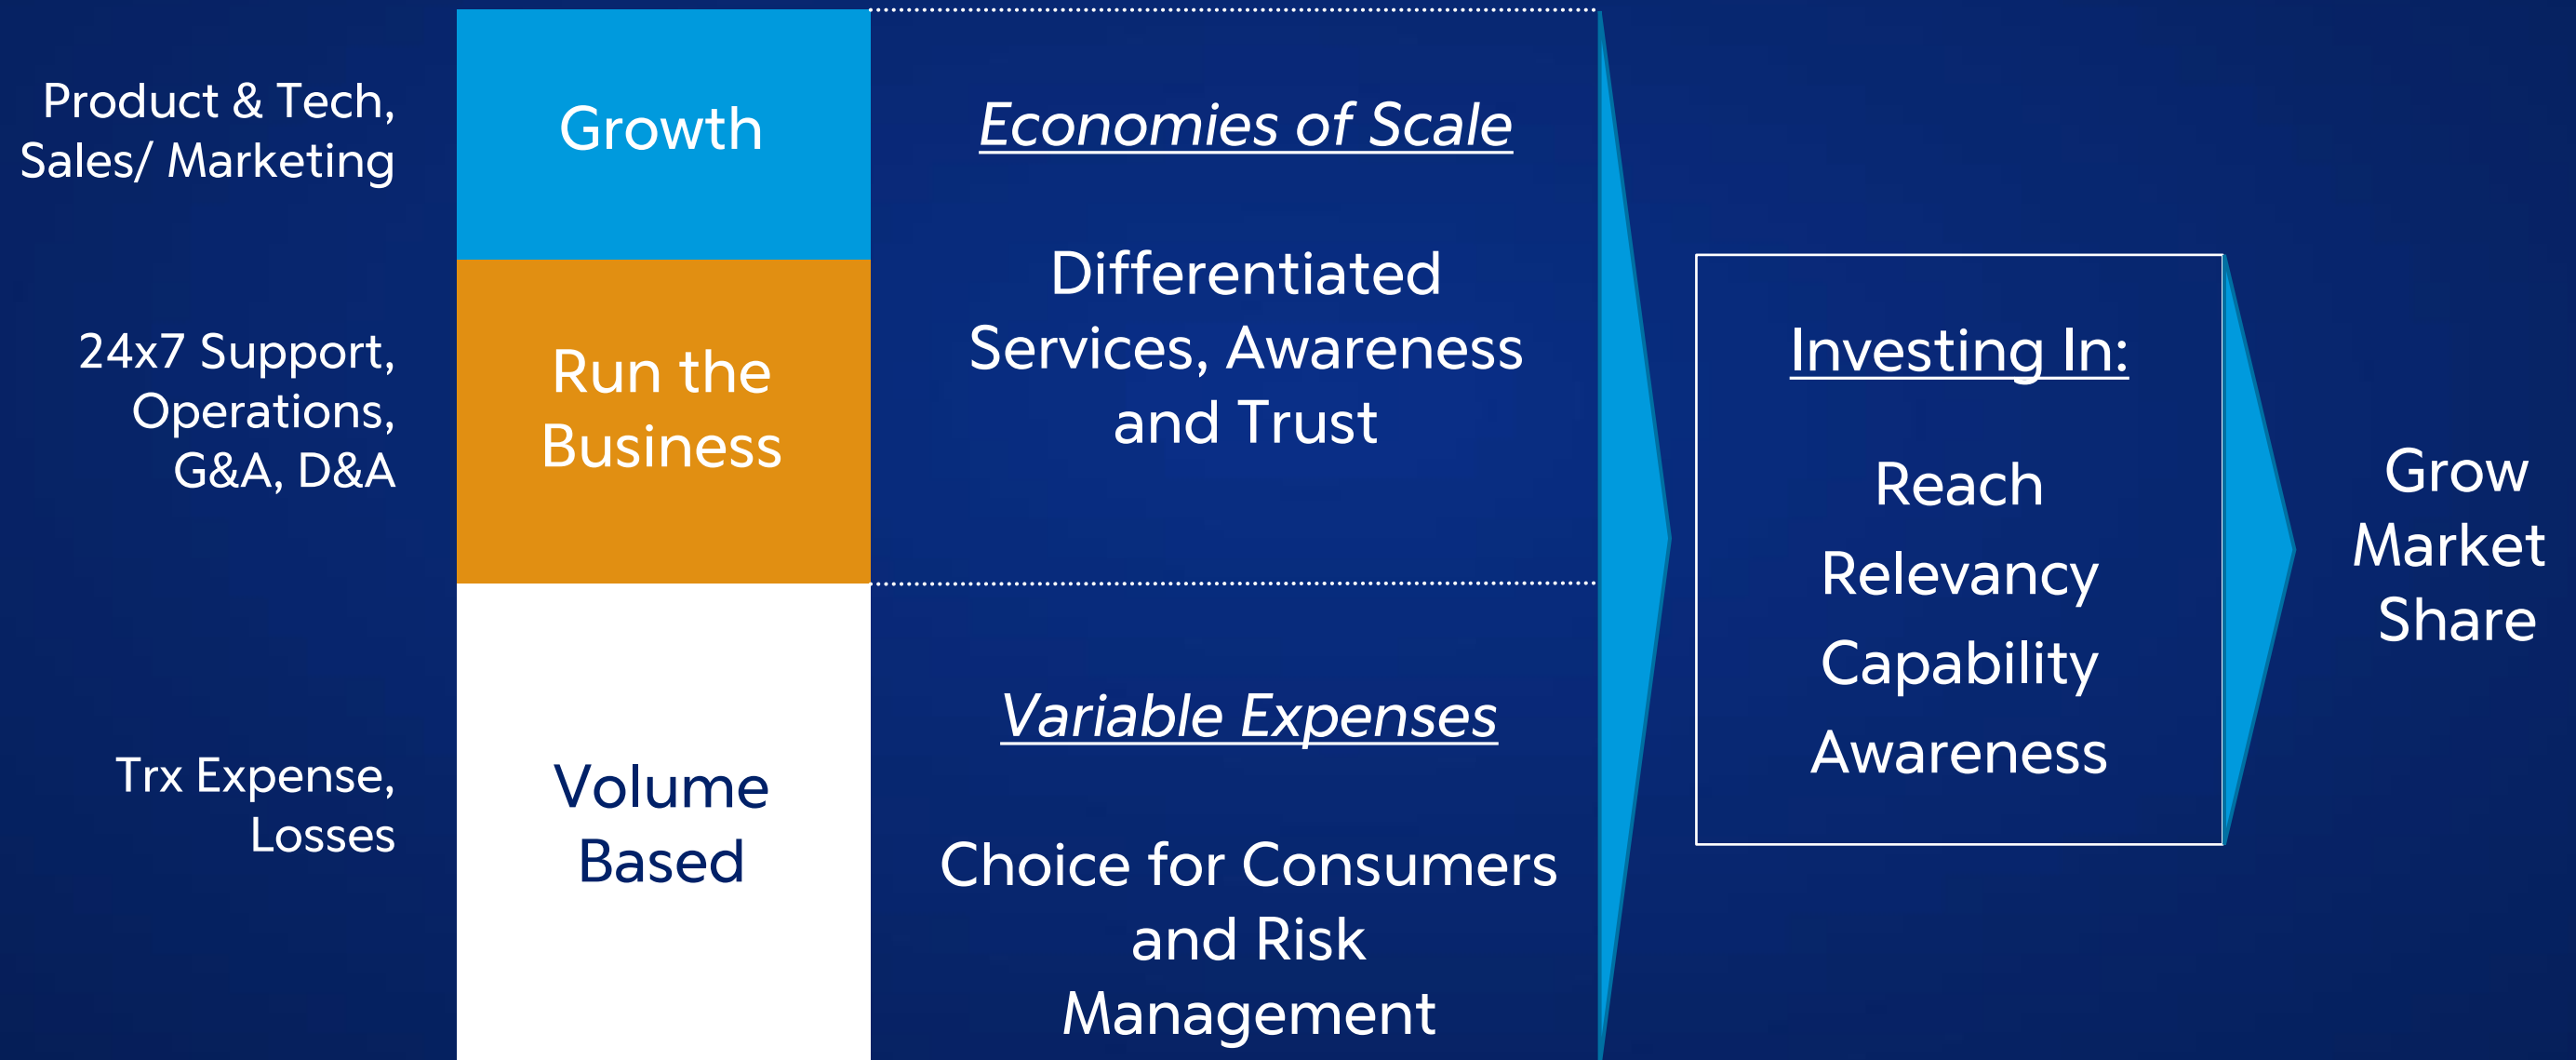 Product & Tech,
Sales/ Marketing
Growth
Economies of Scale
Differentiated
Services, Awareness
and Trust
24x7 Support,
Operations,
G&A, D&A
Run the
Business
Trx Expense,
Losses
Volume
Based
Variable Expenses
Choice for Consumers
and Risk
Management
Investing In:
Reach
Relevancy
Capability
Awareness
Grow
Market
Share